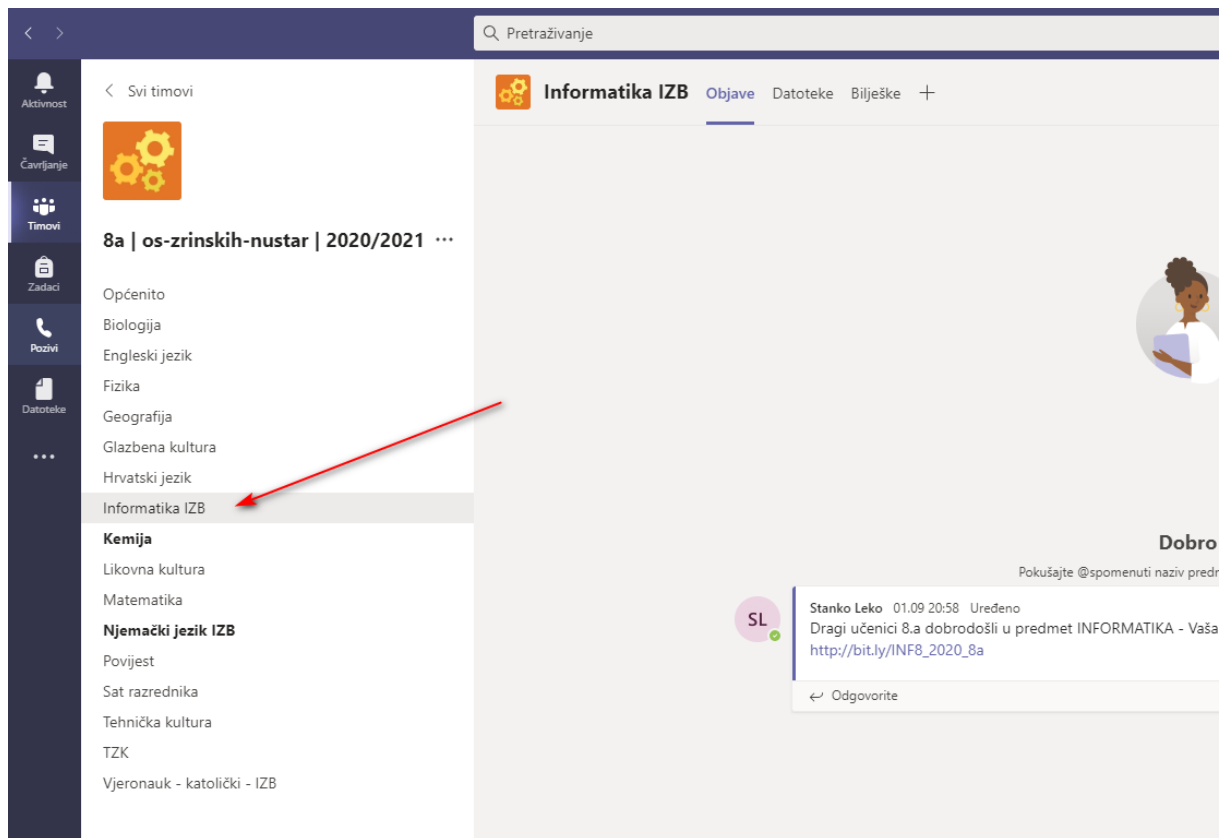 Pretraživanje
Aktivnost
Čavrljanje
Timovi
Zadaci
Pozivi
Datoteke
Svi timovi
8a | os-zrinskih-nustar | 2020/2021 ...
Općenito
Biologija
Engleski jezik
Fizika
Geografija
Glazbena kultura
Hrvatski jezik
Informatika IZB
Kemija
Likovna kultura
Matematika
Njemački jezik IZB
Povijest
Sat razrednika
Tehnička kultura
TZK
Vjeronauk - katolički - IZB
Informatika IZB Objave Datoteke Bilješke +
Dobro
Pokušajte @spomenuti naziv predm
SL
Stanko Leko 01.09 20:58 Uređeno
Dragi učenici 8.a dobrodošli u predmet INFORMATIKA - Vaša
http://bit.ly/INF8_2020_8a
Odgovorite